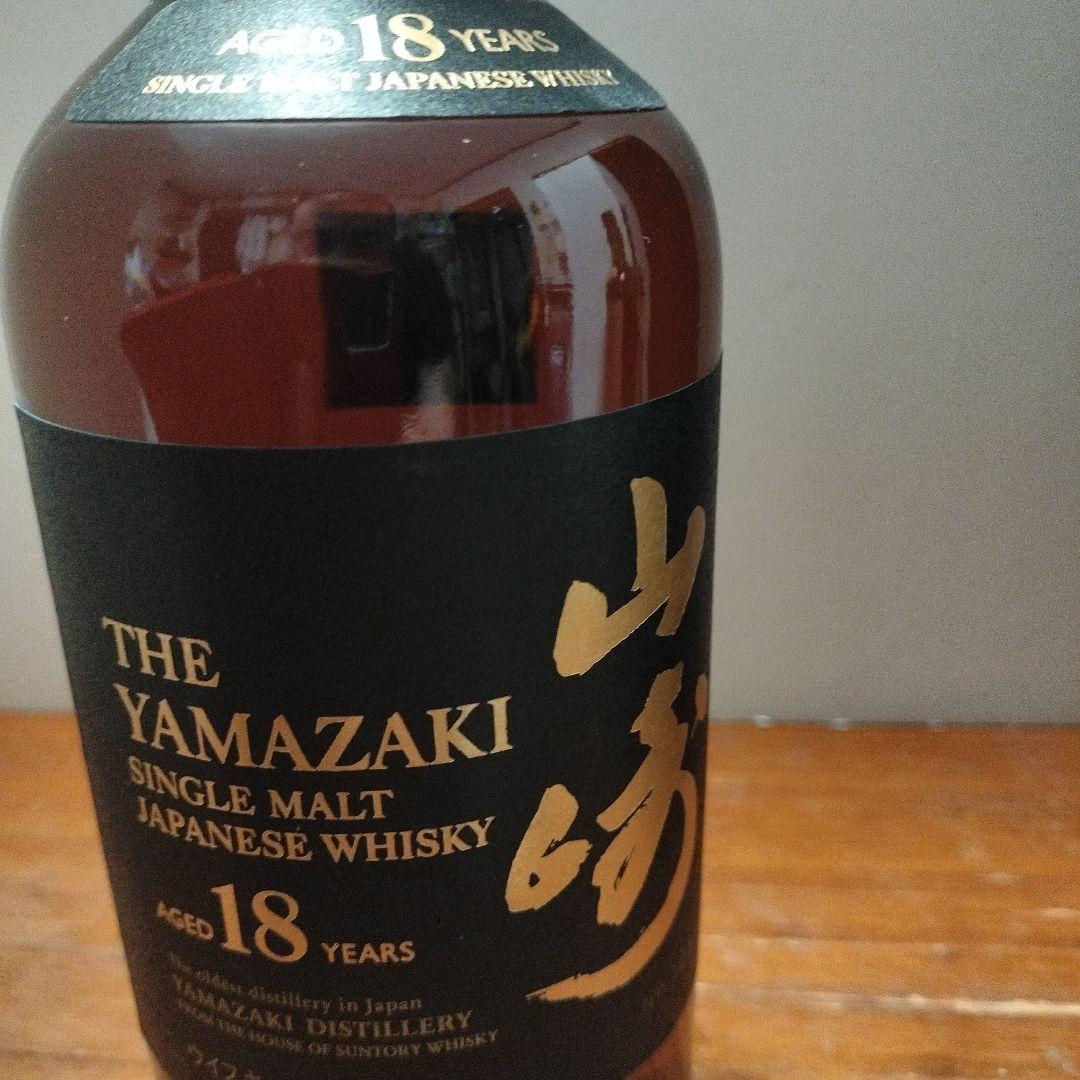 AGED 18 YEARS
SINGLE MALT JAPANESE WHISKY
山崎
THE
YAMAZAKI
SINGLE MALT
JAPANESE WHISKY
AGED 18 YEARS
The oldest distillery in Japan
YAMAZAKI DISTILLERY
FROM THE HOUSE OF SUNTORY WHISKY